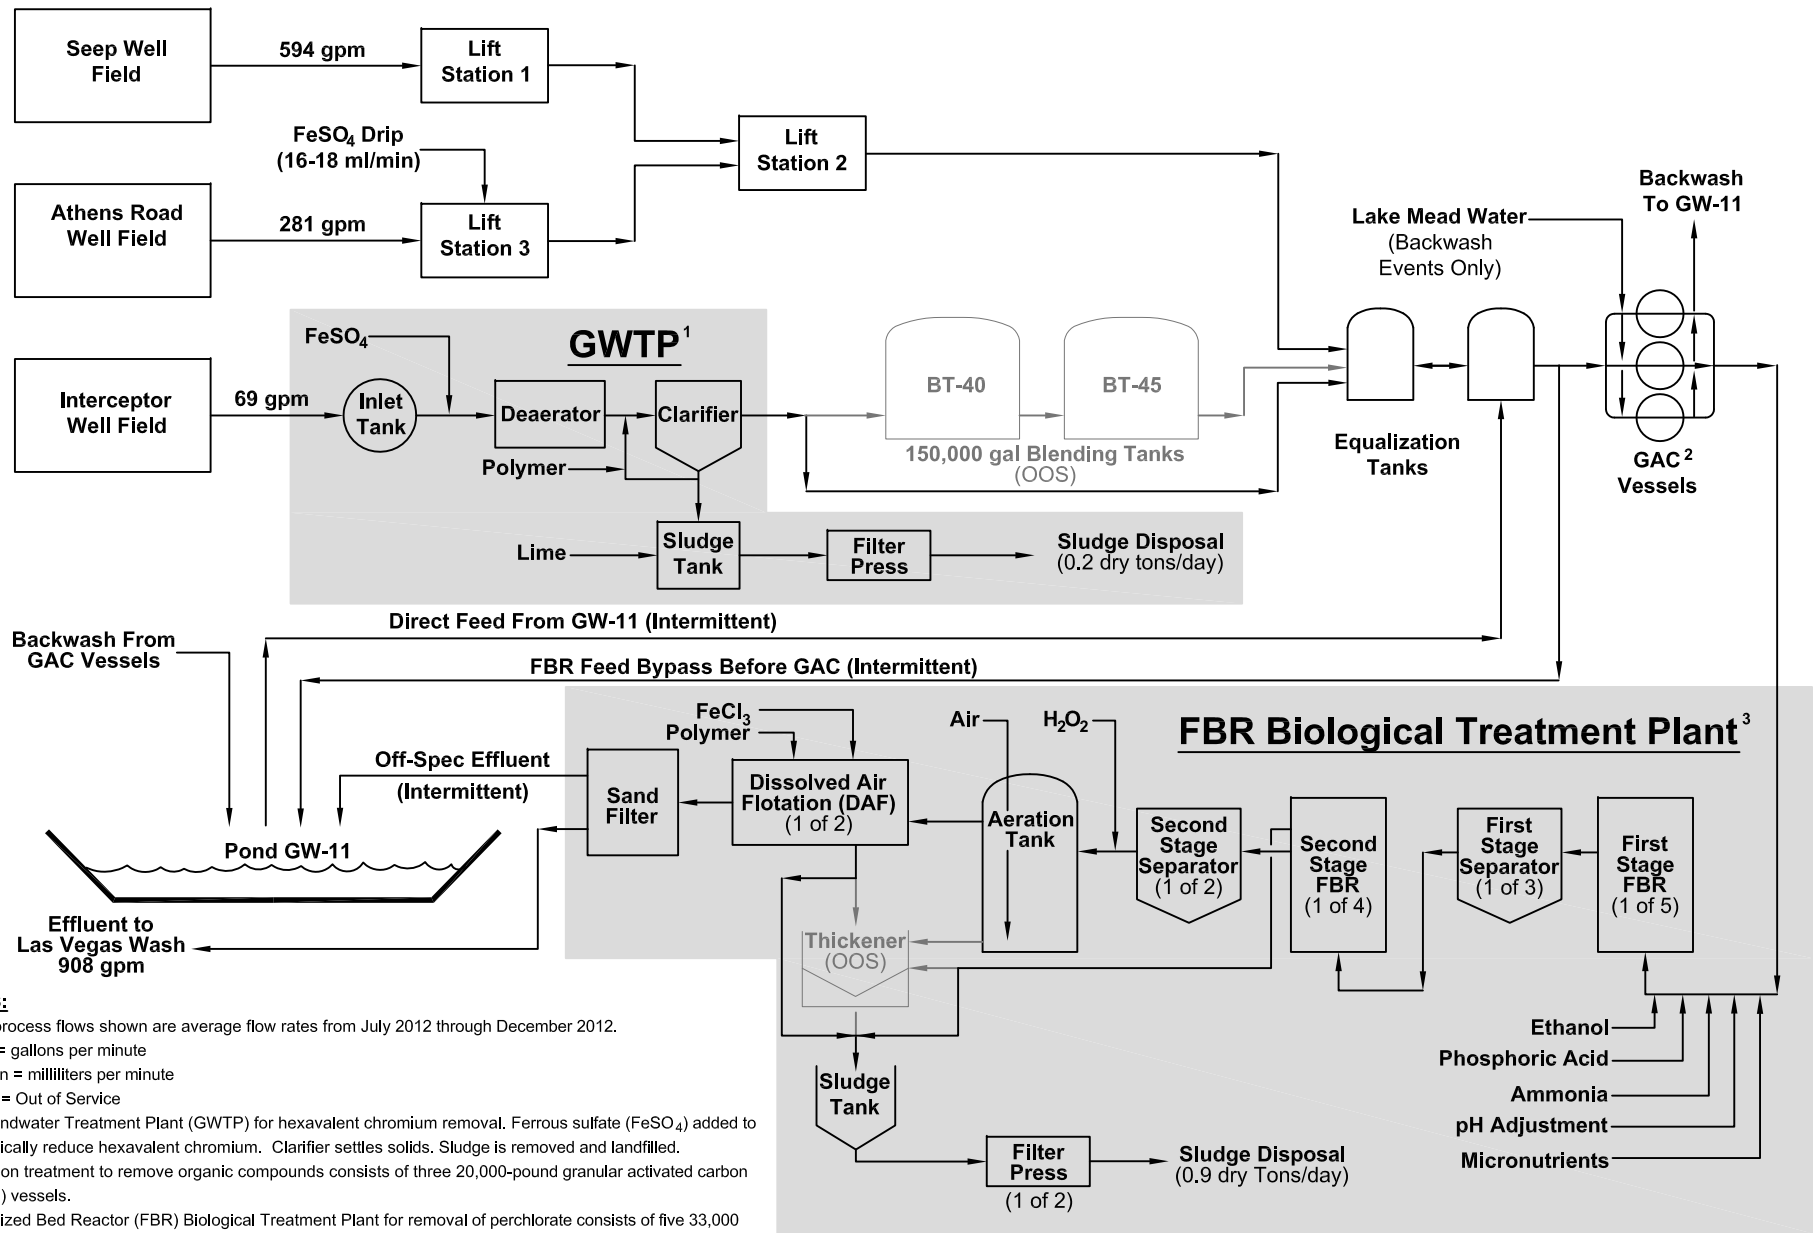 Seep Well
Field
594 gpm
Lift
Station 1
FeSO4 Drip
(16-18 ml/min)
Lift
Station 2
Athens Road
Well Field
281 gpm
Lift
Station 3
Backwash
To GW-11
Lake Mead Water
(Backwash
Events Only)
GWTP1
FeSO4
Interceptor
Well Field
69 gpm
Inlet
Tank
Deaerator
Clarifier
Polymer
BT-40
BT-45
150,000 gal Blending Tanks
(OOS)
Equalization
Tanks
GAC2
Vessels
Lime
Sludge
Tank
Filter
Press
Sludge Disposal
(0.2 dry tons/day)
Direct Feed From GW-11 (Intermittent)
Backwash From
GAC Vessels
FBR Feed Bypass Before GAC (Intermittent)
FeCl3
Polymer
Air
H2O2
FBR Biological Treatment Plant3
Off-Spec Effluent
(Intermittent)
Sand
Filter
Dissolved Air
Flotation (DAF)
(1 of 2)
Aeration
Tank
Second
Stage
Separator
(1 of 2)
Second
Stage
FBR
(1 of 4)
First
Stage
Separator
(1 of 3)
First
Stage
FBR
(1 of 5)
Pond GW-11
Effluent to
Las Vegas Wash
908 gpm
Thickener
(OOS)
Ethanol
Phosphoric Acid
Ammonia
pH Adjustment
Micronutrients
Sludge
Tank
Filter
Press
(1 of 2)
Sludge Disposal
(0.9 dry Tons/day)
process flows shown are average flow rates from July 2012 through December 2012.
= gallons per minute
= milliliters per minute
= Out of Service
Treatment Plant (GWTP) for hexavalent chromium removal. Ferrous sulfate (FeSO4) added to
reduce hexavalent chromium. Clarifier settles solids. Sludge is removed and landfilled.
treatment to remove organic compounds consists of three 20,000-pound granular activated carbon
) vessels.
Bed Reactor (FBR) Biological Treatment Plant for removal of perchlorate consists of five 33,000